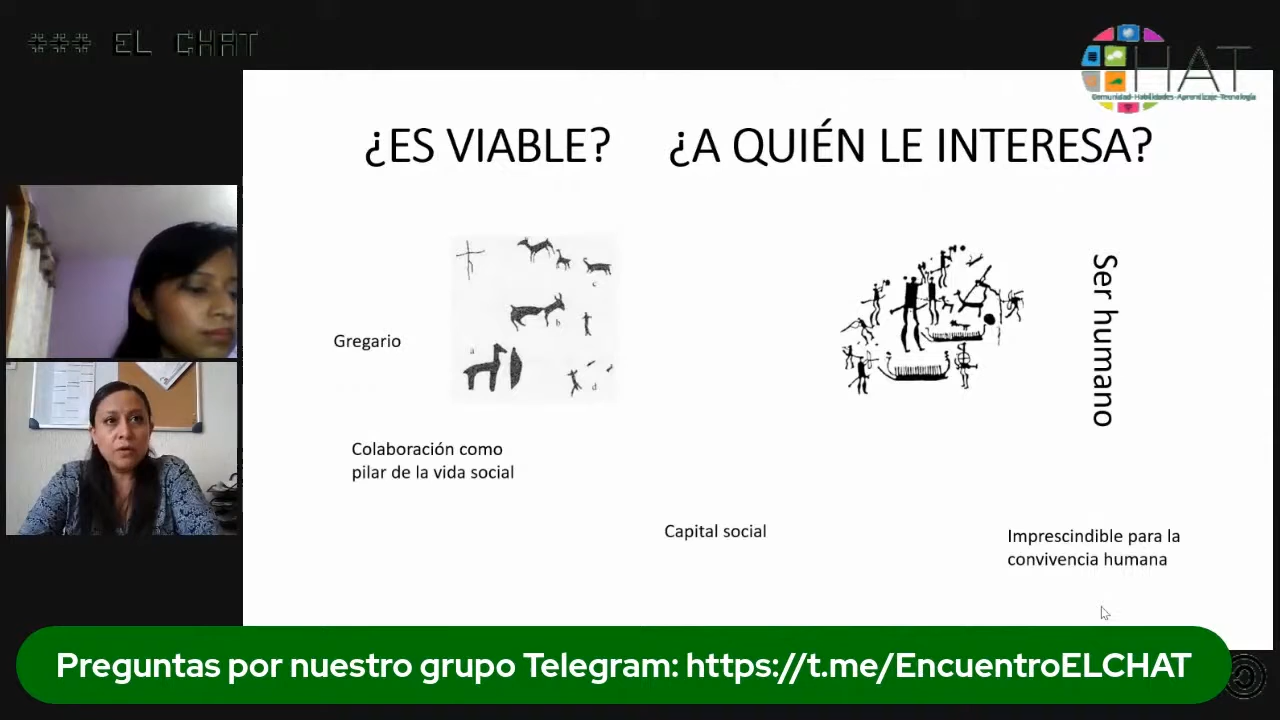 EL CHAT
HAT
Comunidad-Habilidades-Aprendizaje-Tecnología
¿ES VIABLE? ¿A QUIÉN LE INTERESA?
Ser humano
a
b
c
d
Gregario
Colaboración como
pilar de la vida social
Capital social
Imprescindible para la
convivencia humana
Preguntas por nuestro grupo Telegram: https://t.me/EncuentroELCHAT